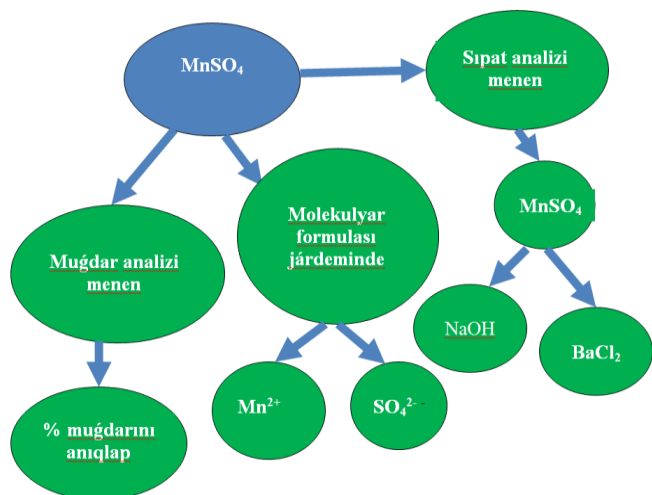 MnSO₄
Sıpat analizi
menen
Muǵdar analizi
menen
Molekulyar
formulası
járdeminde
MnSO₄
NaOH
BaCl₂
% muǵdarını
anıqlap
Mn²⁺
SO₄²⁻ -